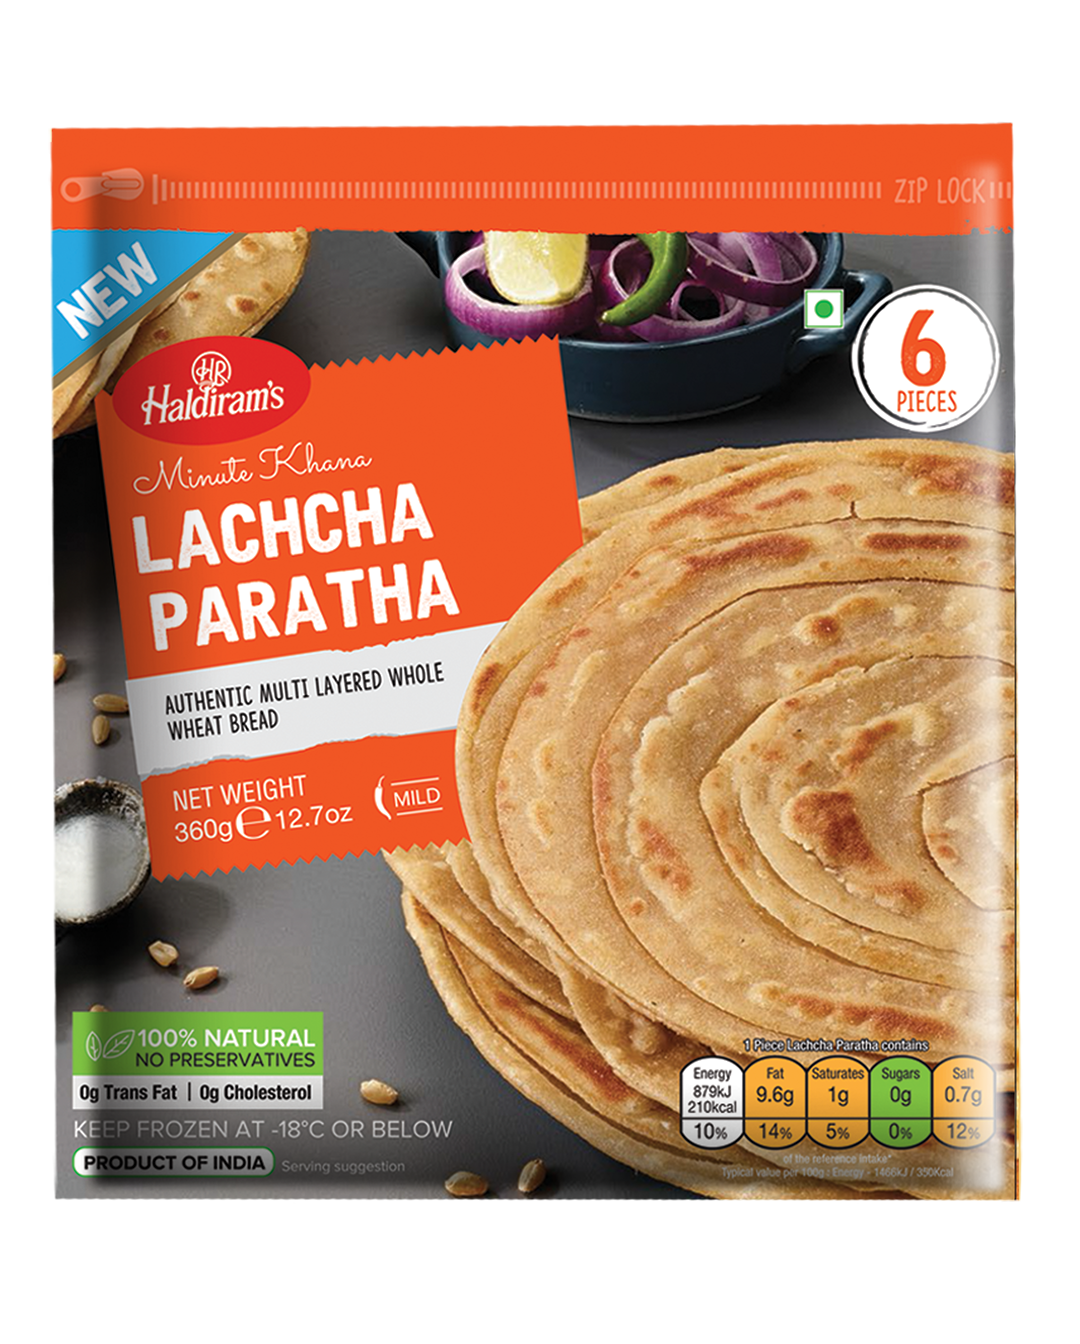 ZIP LOCK
NEW
6
PIECES
HR
Haldiram's
Minute Khana
LACHCHA
PARATHA
AUTHENTIC MULTI LAYERED WHOLE
WHEAT BREAD
NET WEIGHT
360g℮12.7oz
MILD
100% NATURAL
NO PRESERVATIVES
0g Trans Fat | 0g Cholesterol
KEEP FROZEN AT -18°C OR BELOW
PRODUCT OF INDIA
Serving suggestion
1 Piece Lachcha Paratha contains
Energy Fat Saturates Sugars Salt
879kJ 9.6g 1g 0g 0.7g
210kcal
10% 14% 5% 0% 12%
of the reference intake*
Typical value per 100g : Energy - 1466kJ / 350Kcal